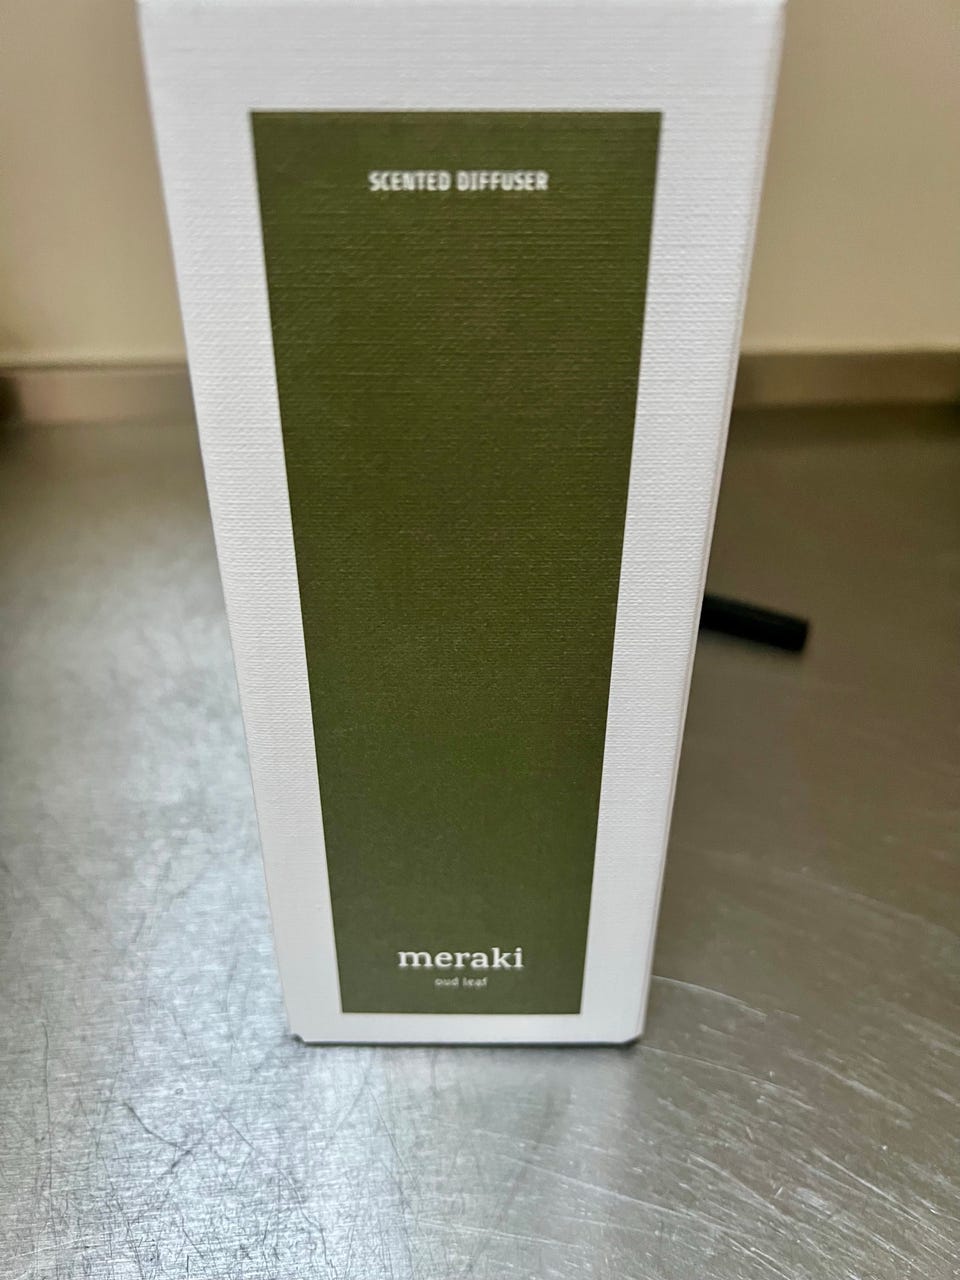 SCENTED DIFFUSER
meraki
oud leaf